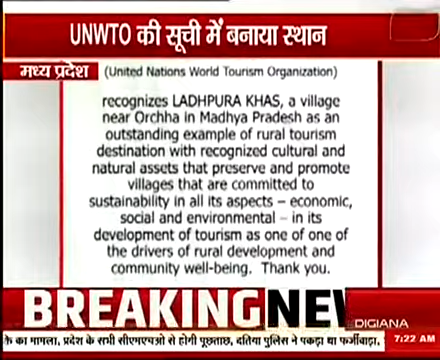 UNWTO की सूची में बनाया स्थान
मध्य प्रदेश
(United Nations World Tourism Organization)
recognizes LADHPURA KHAS, a village
near Orchha in Madhya Pradesh as an
outstanding example of rural tourism
destination with recognized cultural and
natural assets that preserve and promote
villages that are committed to
sustainability in all its aspects – economic,
social and environmental – in its
development of tourism as one of one of
the drivers of rural development and
community well-being. Thank you.
BREAKING NEW
DIGIANA
के का मामला, प्रदेश के सभी सीएमएचओ से होगी पूछताछ, दतिया पुलिस ने पकड़ा था फर्जीवाड़ा,
7:22 AM